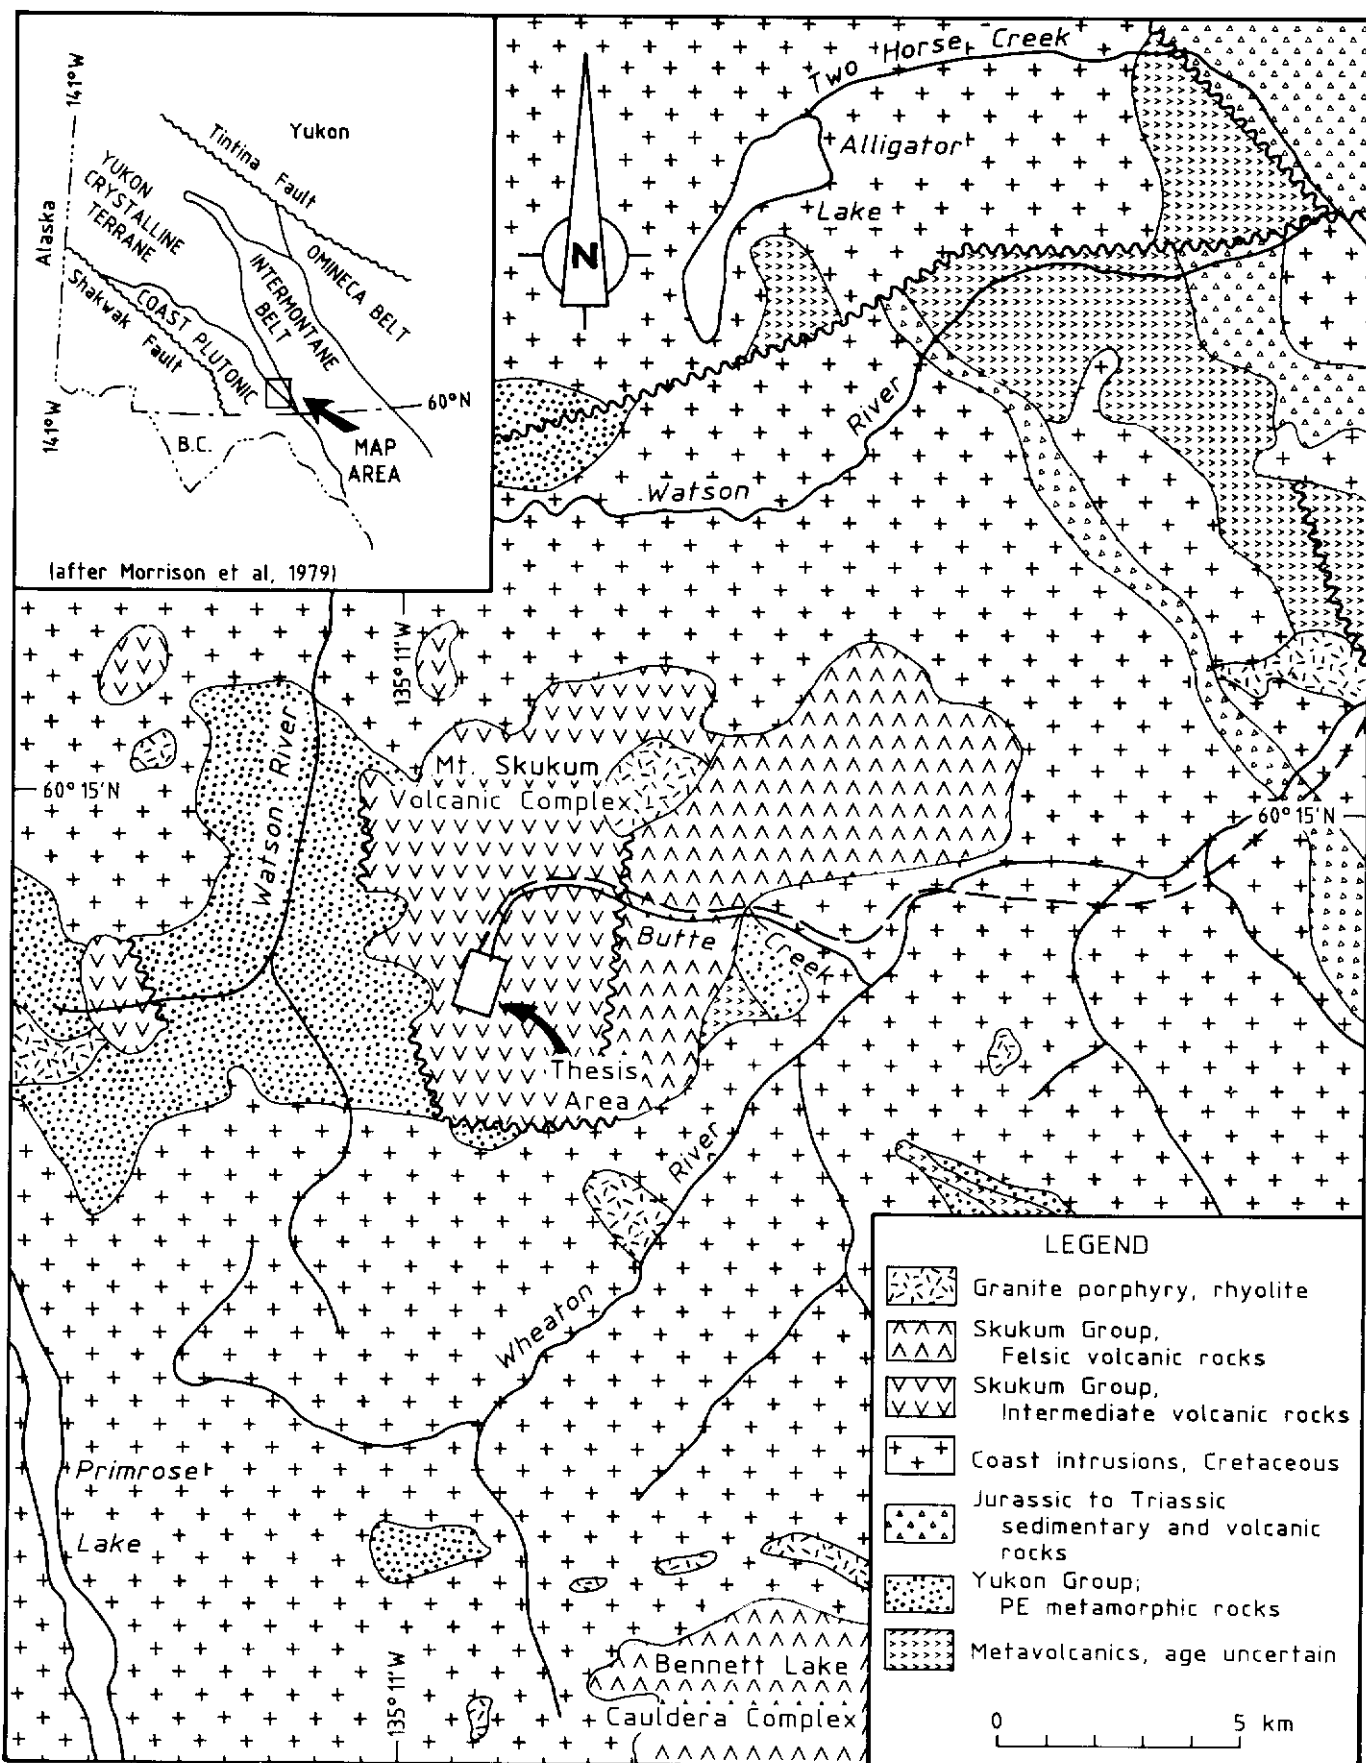 141°W
Yukon
Tintina Fault
YUKON
CRYSTALLINE
TERRANE
Alaska
OMINECA BELT
INTERMONTANE
BELT
COAST PLUTONIC
Shakwak
Fault
60°N
141°W
B.C.
MAP
AREA
(after Morrison et al, 1979)
Two Horse Creek
Alligator
Lake
N
River
Watson
135°11'W
Watson River
60°15'N
Mt. Skukum
Volcanic Complex
60°15'N
Butte
Creek
Thesis
Area
River
Wheaton
Primrose
Lake
135°11'W
Bennett Lake
Cauldera Complex
LEGEND
Granite porphyry, rhyolite
Skukum Group,
Felsic volcanic rocks
Skukum Group,
Intermediate volcanic rocks
Coast intrusions, Cretaceous
Jurassic to Triassic
sedimentary and volcanic
rocks
Yukon Group;
PE metamorphic rocks
Metavolcanics, age uncertain
0 5 km